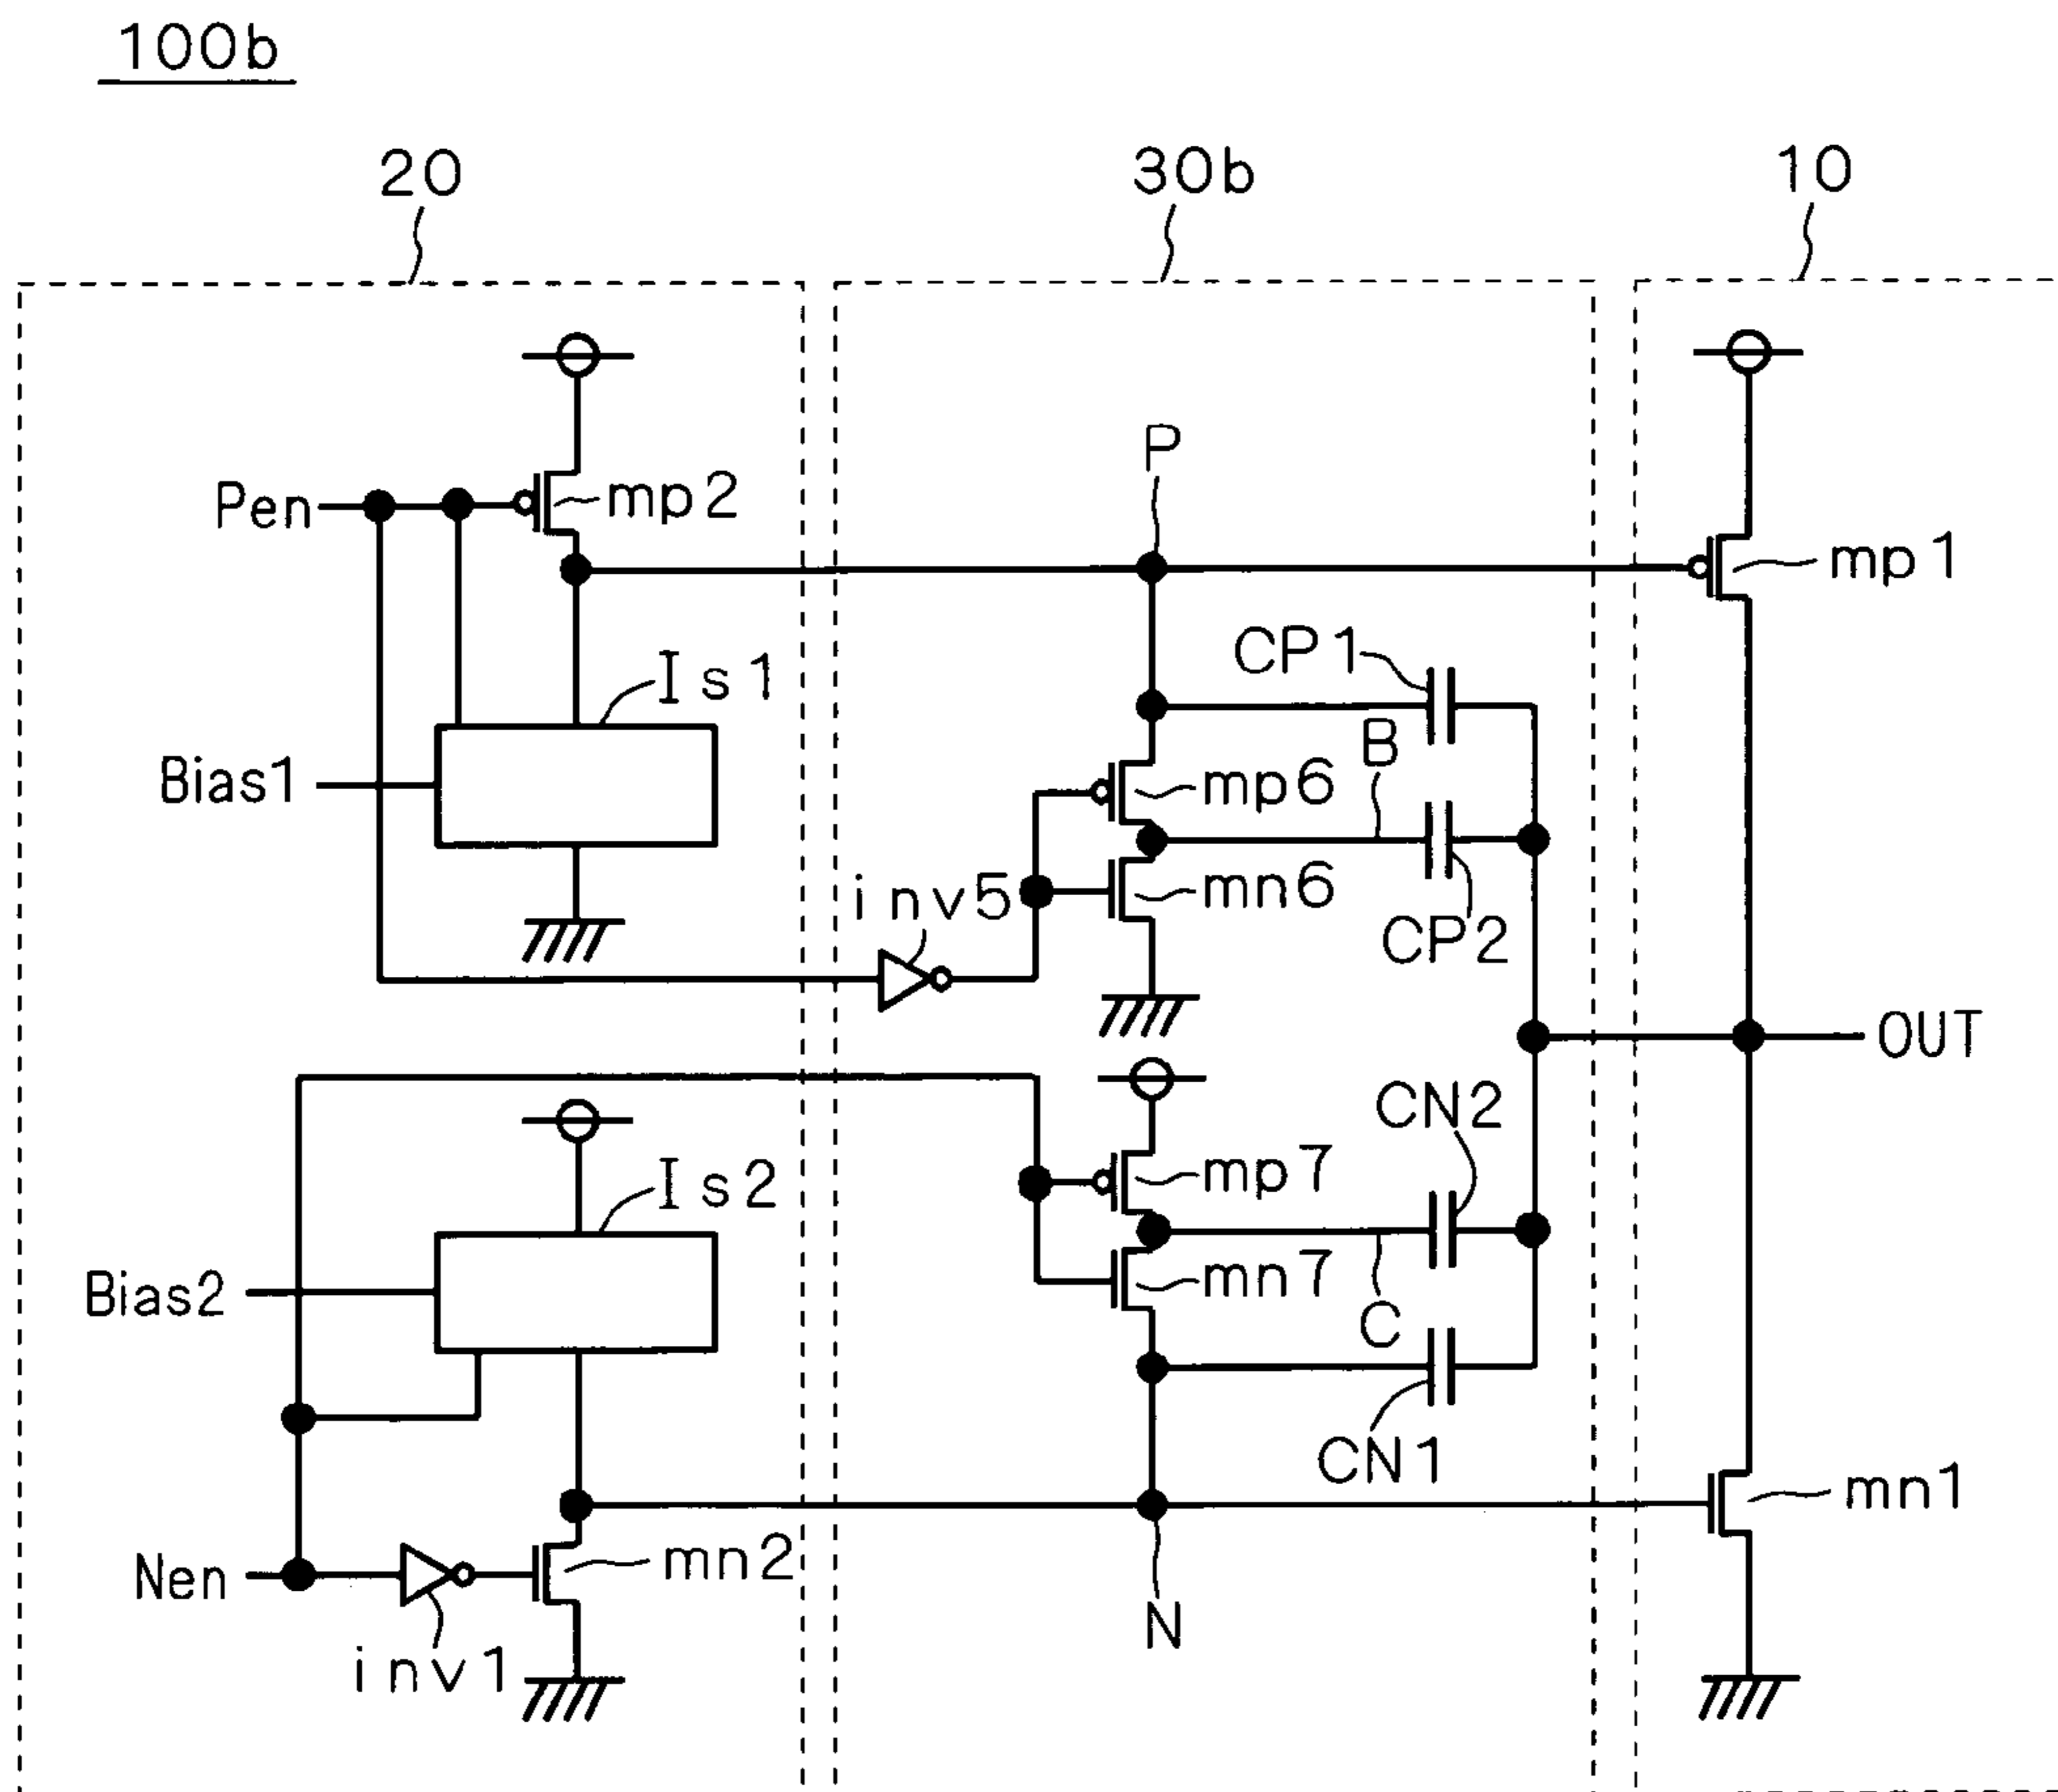 100b
20
30b
10
P
Pen
mp2
mp1
CP1
Is1
B
Bias1
mp6
inv5
mn6
CP2
OUT
CN2
mp7
Is2
mn7
Bias2
C
CN1
mn1
Nen
mn2
N
inv1